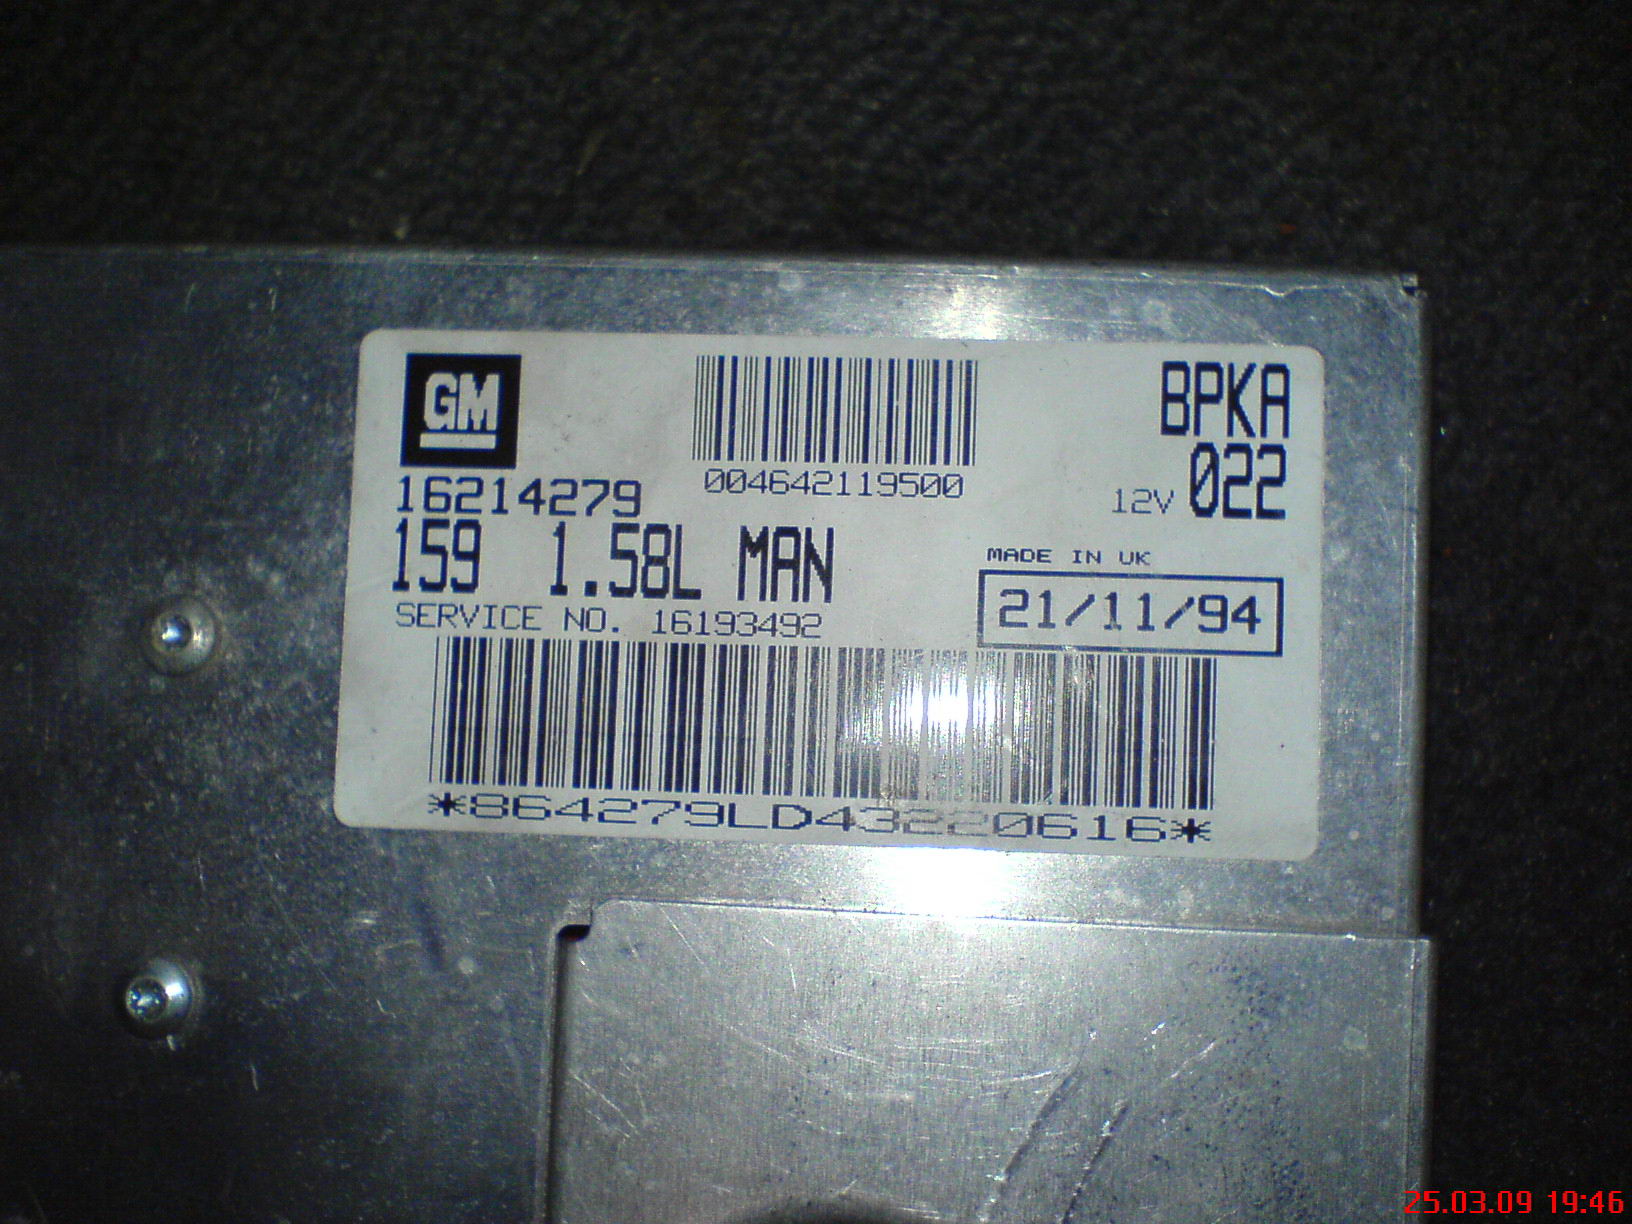 GM
004642119500
BPKA
16214279
12V 022
159 1.58L MAN
MADE IN UK
SERVICE NO. 16193492
21/11/94
*864279LD43220616*
25.03.09 19:46